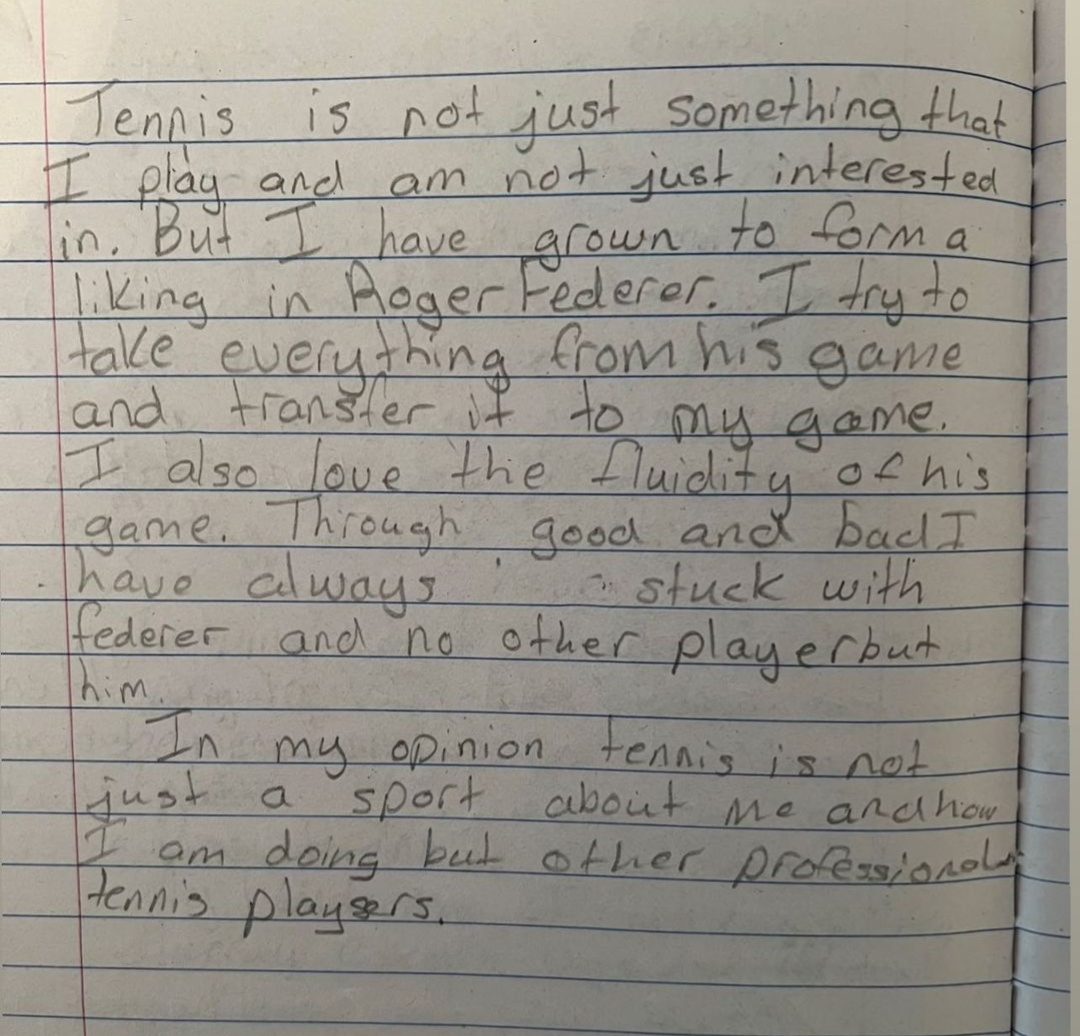 Tennis is not just something that
I play and am not just interested
in. But I have grown to form a
liking in Roger Federer. I try to
take everything from his game
and transfer it to my game.
I also love the fluidity of his
game. Through good and bad I
have always stuck with
federer and no other player but
him.
In my opinion tennis is not
just a sport about me and how
I am doing but other professional
tennis players.